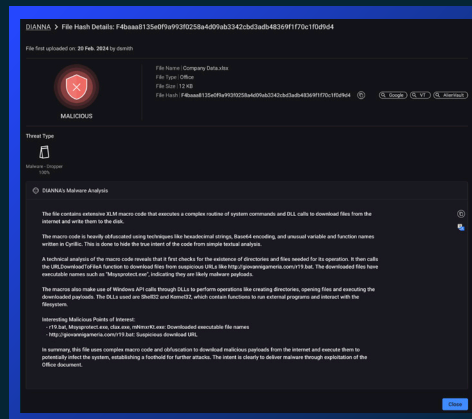 DIANNA > File Hash Details: F4baaa8135e0f9a993f0258a4d09ab3342cbd3adb48369f1f71c0f1f0d9d4
File first uploaded on: 20 Feb. 2024 by dsmith
MALICIOUS
File Name | Company Data.xlsx
File Type | Office
File Size | 12 KB
File Hash | F4baaa8135e0f9a993f0258a4d09ab3342cbd3adb48369f1f71c0f1f0d9d4
Google
VT
AlienVault
Threat Type
Malware - Dropper
100%
DIANNA's Malware Analysis
The file contains extensive XLM macro code that executes a complex routine of system commands and DLL calls to download files from the
internet and write them to the disk.
The macro code is heavily obfuscated using techniques like hexadecimal strings, Base64 encoding, and unusual variable and function names
written in Cyrillic. This is done to hide the true intent of the code from simple textual analysis.
A technical analysis of the macro code reveals that it first checks for the existence of directories and files needed for its operation. It then calls
the URLDownloadToFileA function to download files from suspicious URLs like http://giovannigameria.com/r19.bat. The downloaded files have
executable names such as "Msysprotect.exe", indicating they are likely malware payloads.
The macros also make use of Windows API calls through DLLs to perform operations like creating directories, opening files and executing the
downloaded payloads. The DLLs used are Shell32 and Kernel32, which contain functions to run external programs and interact with the
filesystem.
Interesting Malicious Points of Interest:
- r19.bat, Msysprotect.exe, clux.exe, mNmxrKl.exe: Downloaded executable file names
- http://giovannigameria.com/r19.bat: Suspicious download URL
In summary, this file uses complex macro code and obfuscation to download malicious payloads from the internet and execute them to
potentially infect the system, establishing a foothold for further attacks. The intent is clearly to deliver malware through exploitation of the
Office document.
Close